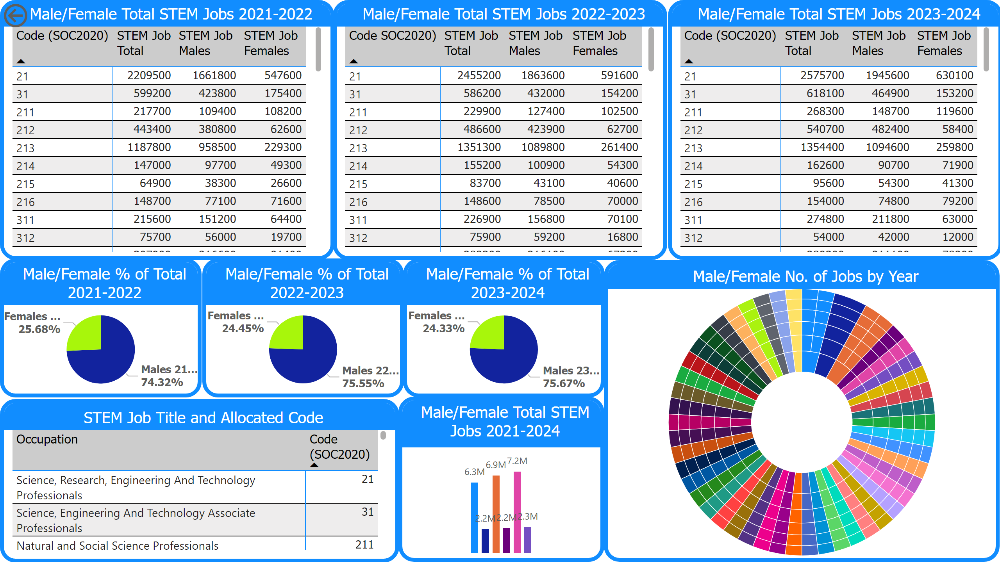 Male/Female Total STEM Jobs 2021-2022
Code (SOC2020) STEM Job Total STEM Job Males STEM Job Females
21 2209500 1661800 547600
31 599200 423800 175400
211 217700 109400 108200
212 443400 380800 62600
213 1187800 958500 229300
214 147000 97700 49300
215 64900 38300 26600
216 148700 77100 71600
311 215600 151200 64400
312 75700 56000 19700
Male/Female Total STEM Jobs 2022-2023
Code SOC2020) STEM Job Total STEM Job Males STEM Job Females
21 2455200 1863600 591600
31 586200 432000 154200
211 229900 127400 102500
212 486600 423900 62700
213 1351300 1089800 261400
214 155200 100900 54300
215 83700 43100 40600
216 148600 78500 70000
311 226900 156800 70100
312 75900 59200 16800
Male/Female Total STEM Jobs 2023-2024
Code (SOC2020) STEM Job Total STEM Job Males STEM Job Females
21 2575700 1945600 630100
31 618100 464900 153200
211 268300 148700 119600
212 540700 482400 58400
213 1354400 1094600 259800
214 162600 90700 71900
215 95600 54300 41300
216 154000 74800 79200
311 274800 211800 63000
312 54000 42000 12000
Male/Female % of Total
2021-2022
Females ...
25.68%
Males 21...
74.32%
Male/Female % of Total
2022-2023
Females ...
24.45%
Males 22...
75.55%
Male/Female % of Total
2023-2024
Females ...
24.33%
Males 23...
75.67%
Male/Female No. of Jobs by Year
STEM Job Title and Allocated Code
Occupation Code
(SOC2020)
Science, Research, Engineering And Technology 21
Professionals
Science, Engineering And Technology Associate 31
Professionals
Natural and Social Science Professionals 211
Male/Female Total STEM
Jobs 2021-2024
6.3M 6.9M 7.2M
2.2M 2.2M 2.3M